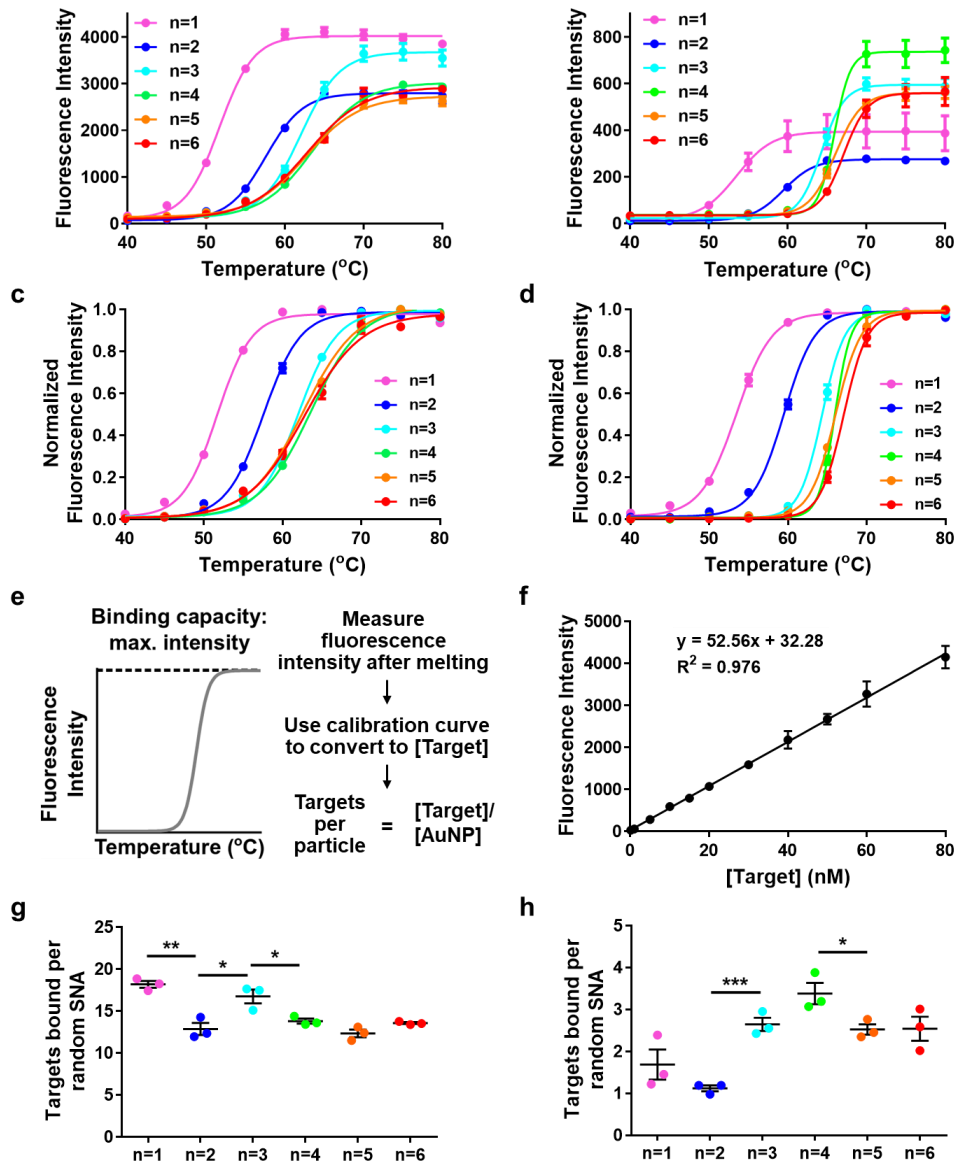 Fluorescence Intensity
4000
3000
2000
1000
0
n=1
n=2
n=3
n=4
n=5
n=6
40 50 60 70 80
Temperature (oC)
Fluorescence Intensity
800
600
400
200
0
n=1
n=2
n=3
n=4
n=5
n=6
40 50 60 70 80
Temperature (oC)
c
Normalized
Fluorescence Intensity
1.0
0.8
0.6
0.4
0.2
0.0
n=1
n=2
n=3
n=4
n=5
n=6
40 50 60 70 80
Temperature (oC)
d
Normalized
Fluorescence Intensity
1.0
0.8
0.6
0.4
0.2
0.0
n=1
n=2
n=3
n=4
n=5
n=6
40 50 60 70 80
Temperature (oC)
e
Binding capacity:
max. intensity
Fluorescence
Intensity
Temperature (oC)
Measure
fluorescence
intensity after melting
Use calibration curve
to convert to [Target]
Targets
per
particle
=
[Target]/
[AuNP]
f
Fluorescence Intensity
5000
4000
3000
2000
1000
0
y = 52.56x + 32.28
R2 = 0.976
0 20 40 60 80
[Target] (nM)
g
Targets bound per
random SNA
25
20
15
10
5
0
** * *
n=1 n=2 n=3 n=4 n=5 n=6
h
Targets bound per
random SNA
5
4
3
2
1
0
*** *
n=1 n=2 n=3 n=4 n=5 n=6